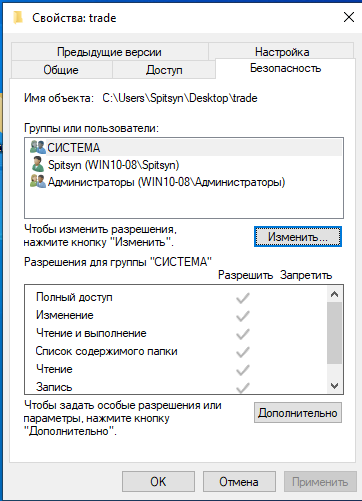 Свойства: trade
Предыдущие версии
Настройка
Общие
Доступ
Безопасность
Имя объекта: C:\Users\Spitsyn\Desktop\trade
Группы или пользователи:
СИСТЕМА
Spitsyn (WIN10-08\Spitsyn)
Администраторы (WIN10-08\Администраторы)
Чтобы изменить разрешения,
нажмите кнопку "Изменить".
Изменить...
Разрешения для группы "СИСТЕМА"
Разрешить Запретить
Полный доступ
Изменение
Чтение и выполнение
Список содержимого папки
Чтение
Запись
Чтобы задать особые разрешения или
параметры, нажмите кнопку
"Дополнительно".
Дополнительно
OK
Отмена
Применить